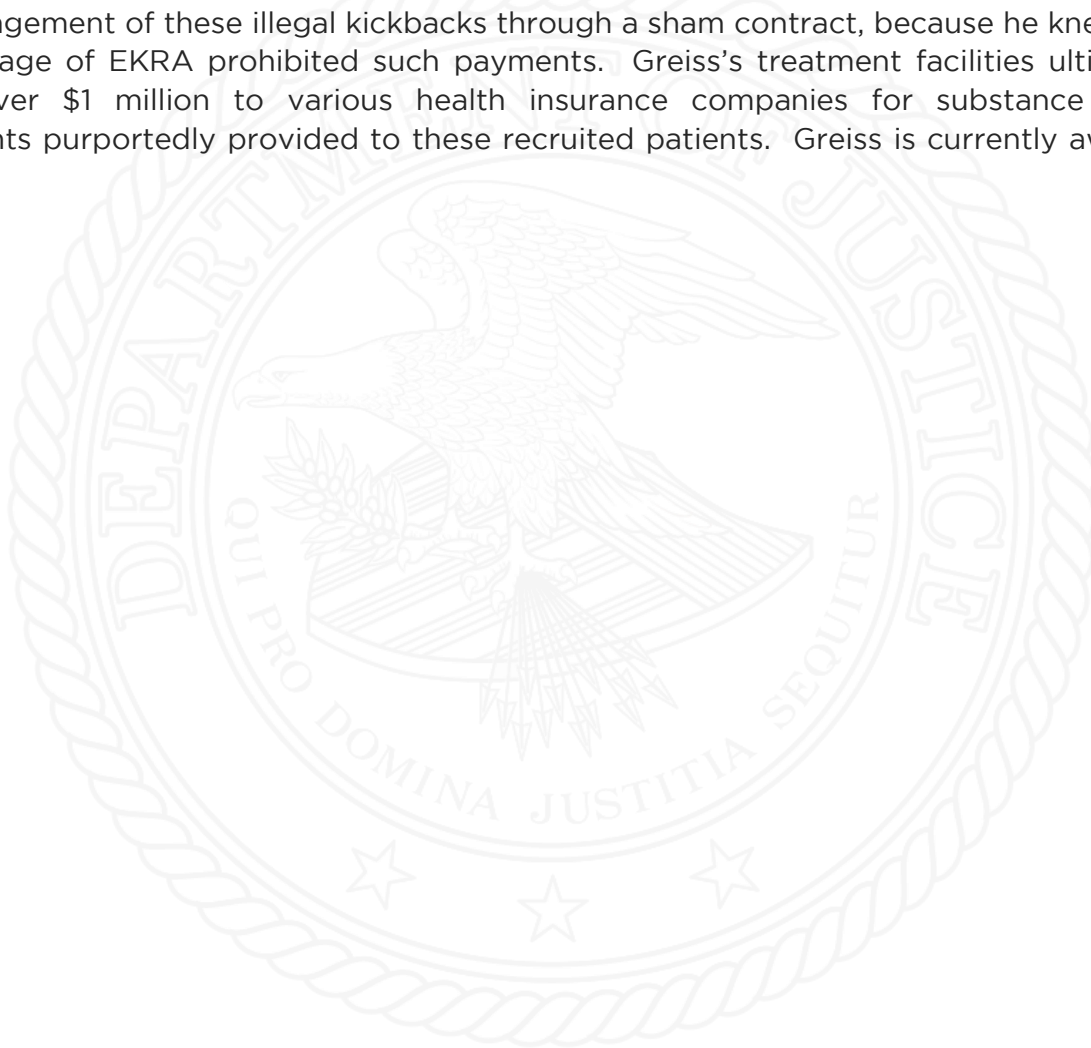 ngement of these illegal kickbacks through a sham contract, because he kne
age of EKRA prohibited such payments.  Greiss's treatment facilities ulti
ver $1 million to various health insurance companies for substance
nts purportedly provided to these recruited patients.  Greiss is currently aw
DEPARTMENT OF JUSTICE
QUI PRO DOMINA JUSTITIA SEQUITUR